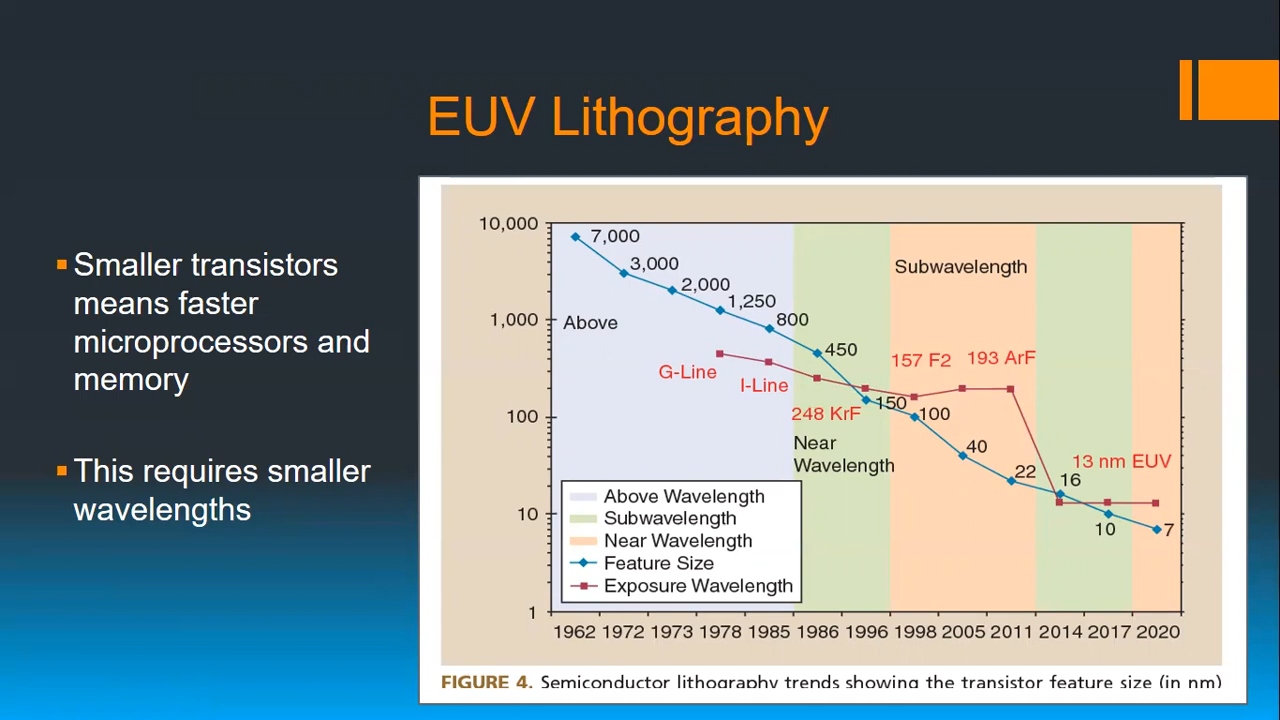 EUV Lithography
Smaller transistors
means faster
microprocessors and
memory
This requires smaller
wavelengths
10,000
1,000
100
10
1
7,000
3,000
2,000
1,250
800
450
150
100
40
22
16
10
7
Above
Near
Wavelength
Subwavelength
G-Line
I-Line
248 KrF
157 F2
193 ArF
13 nm EUV
Above Wavelength
Subwavelength
Near Wavelength
Feature Size
Exposure Wavelength
1962 1972 1973 1978 1985 1986 1996 1998 2005 2011 2014 2017 2020
FIGURE 4. Semiconductor lithography trends showing the transistor feature size (in nm)